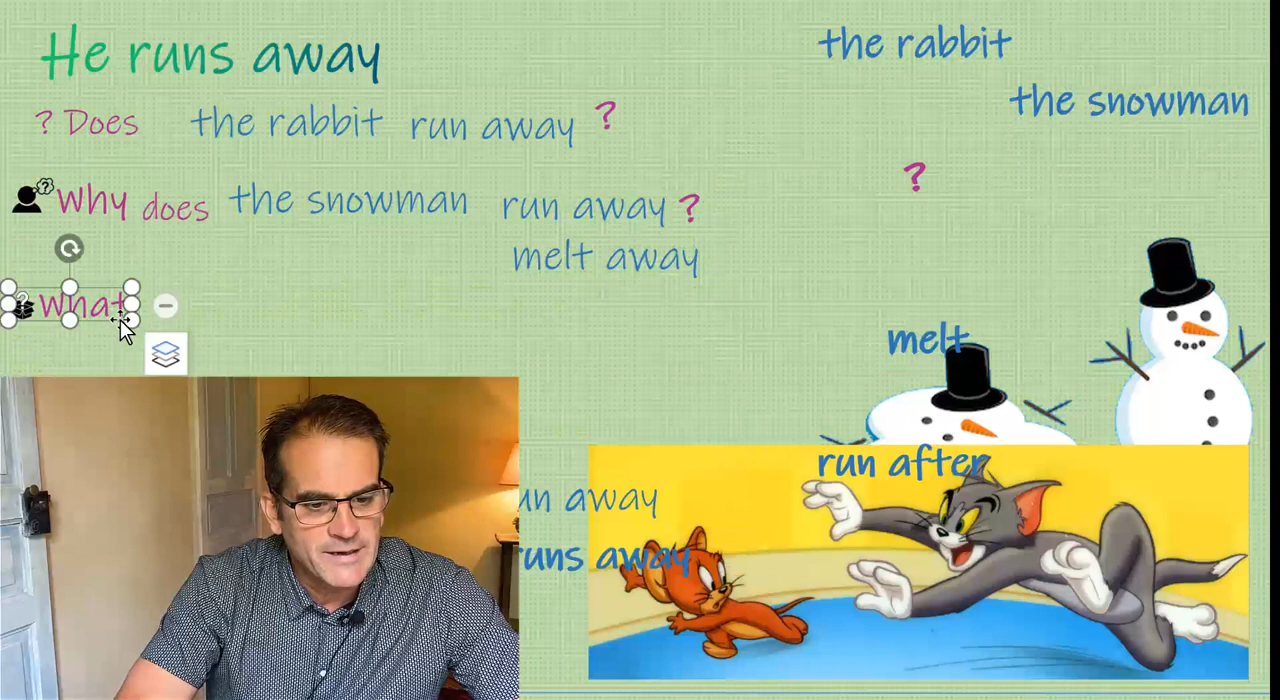 He runs away
the rabbit
the snowman
? Does the rabbit run away ?
?
Why does the snowman run away ?
melt away
What
melt
run after
run away
runs away